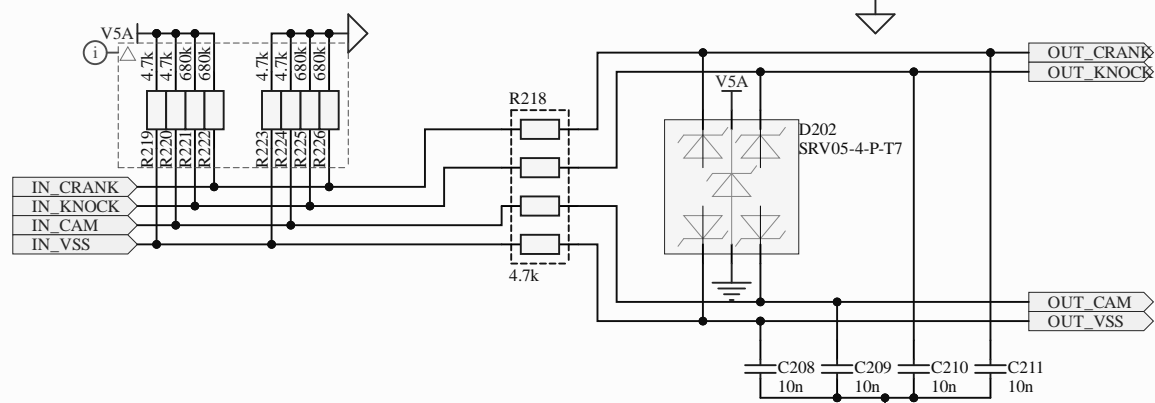 V5A
i
4.7k
4.7k
680k
680k
4.7k
4.7k
680k
680k
R219
R220
R221
R222
R223
R224
R225
R226
IN_CRANK
IN_KNOCK
IN_CAM
IN_VSS
R218
4.7k
V5A
D202
SRV05-4-P-T7
OUT_CRANK
OUT_KNOCK
OUT_CAM
OUT_VSS
C208
10n
C209
10n
C210
10n
C211
10n